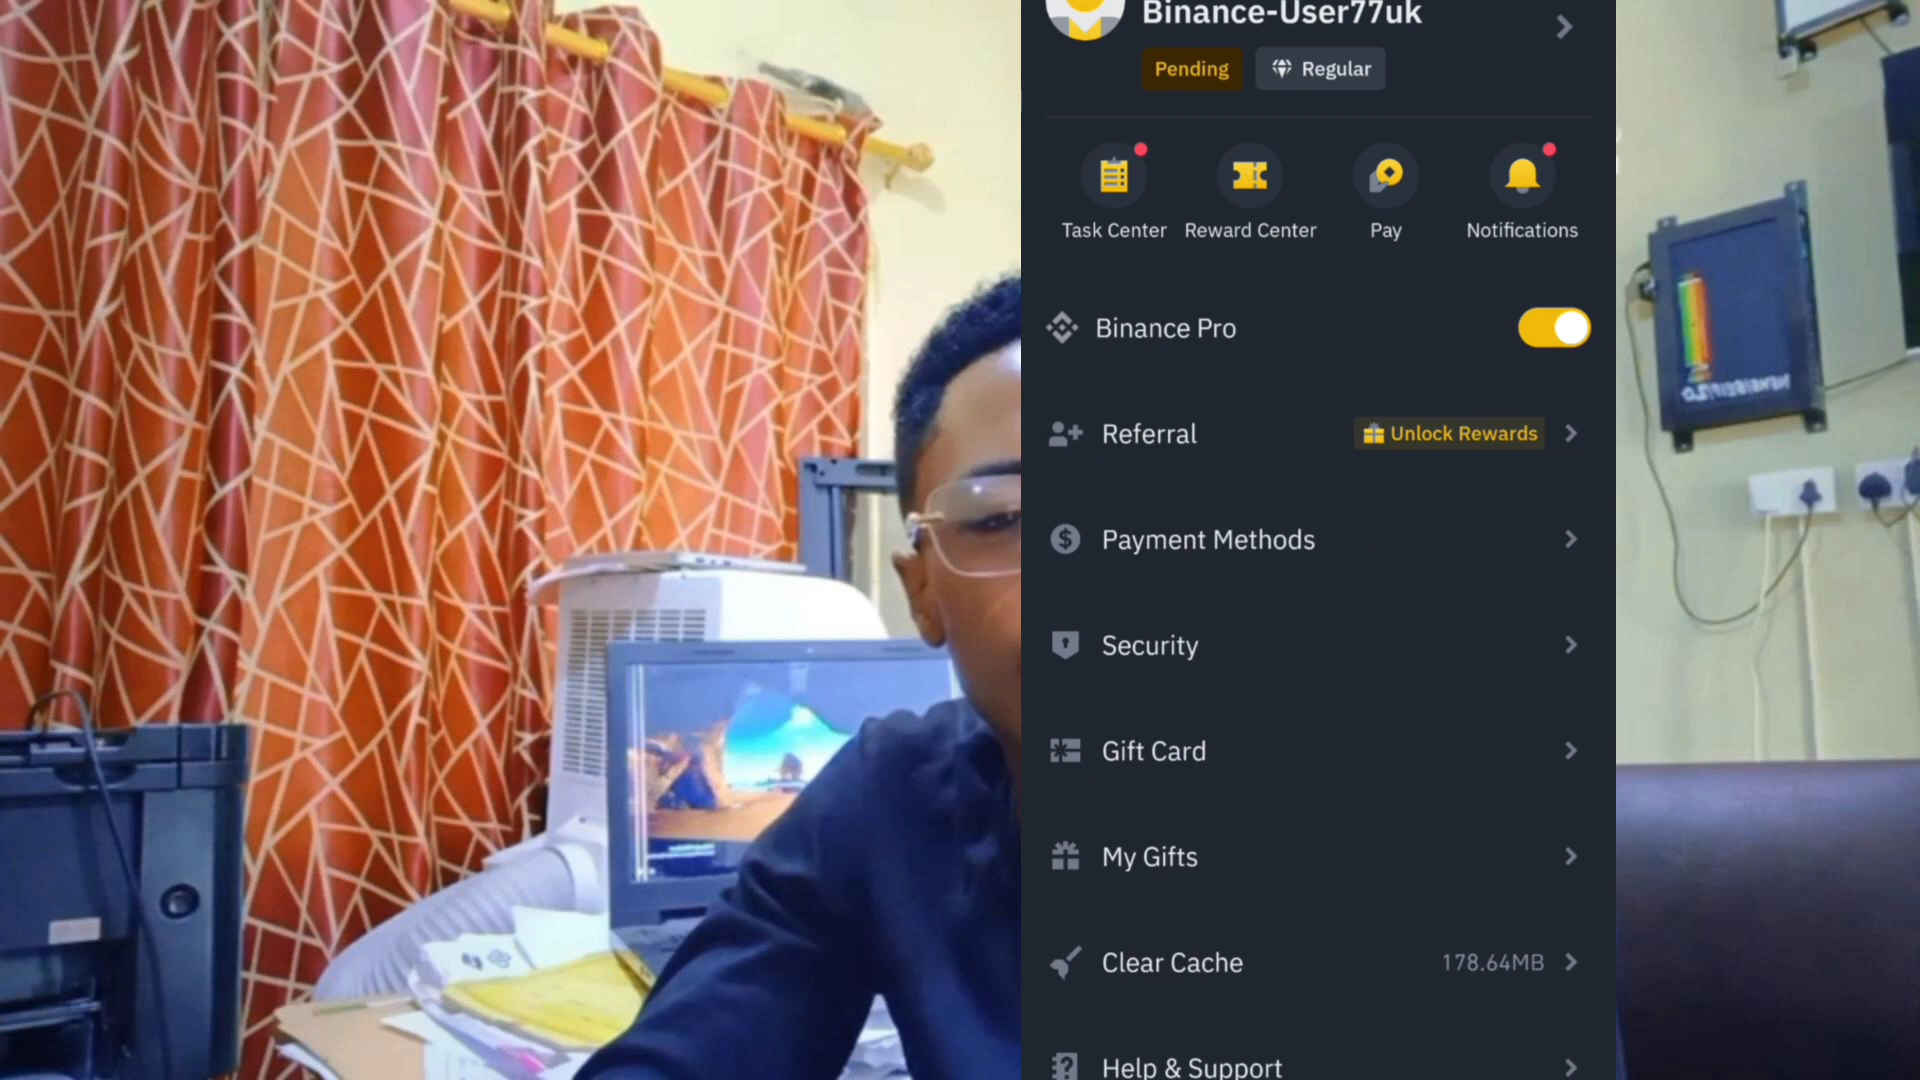 Binance-User77uk
Pending
Regular
Task Center
Reward Center
Pay
Notifications
Binance Pro
Referral
Unlock Rewards
Payment Methods
Security
Gift Card
My Gifts
Clear Cache
178.64MB
Help & Support